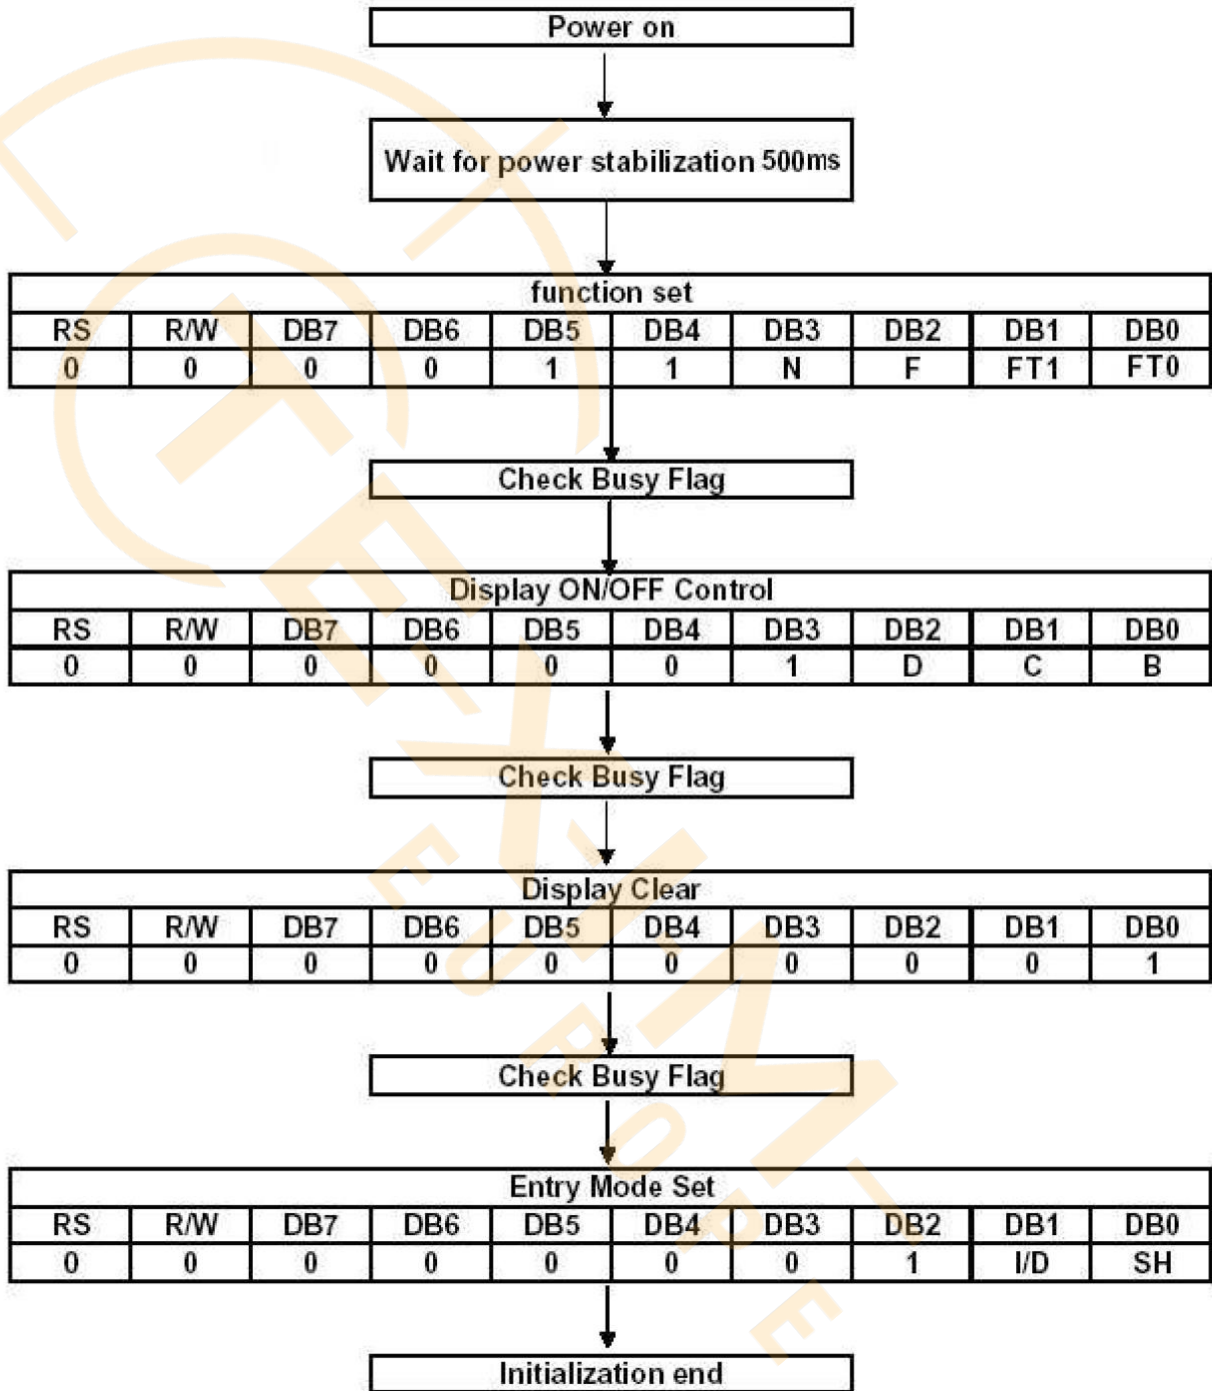 Power on
Wait for power stabilization 500ms
function set
RS R/W DB7 DB6 DB5 DB4 DB3 DB2 DB1 DB0
0 0 0 0 1 1 N F FT1 FT0
Check Busy Flag
Display ON/OFF Control
RS R/W DB7 DB6 DB5 DB4 DB3 DB2 DB1 DB0
0 0 0 0 0 0 1 D C B
Check Busy Flag
Display Clear
RS R/W DB7 DB6 DB5 DB4 DB3 DB2 DB1 DB0
0 0 0 0 0 0 0 0 0 1
Check Busy Flag
Entry Mode Set
RS R/W DB7 DB6 DB5 DB4 DB3 DB2 DB1 DB0
0 0 0 0 0 0 0 1 I/D SH
Initialization end
TEXIM
EUROPE